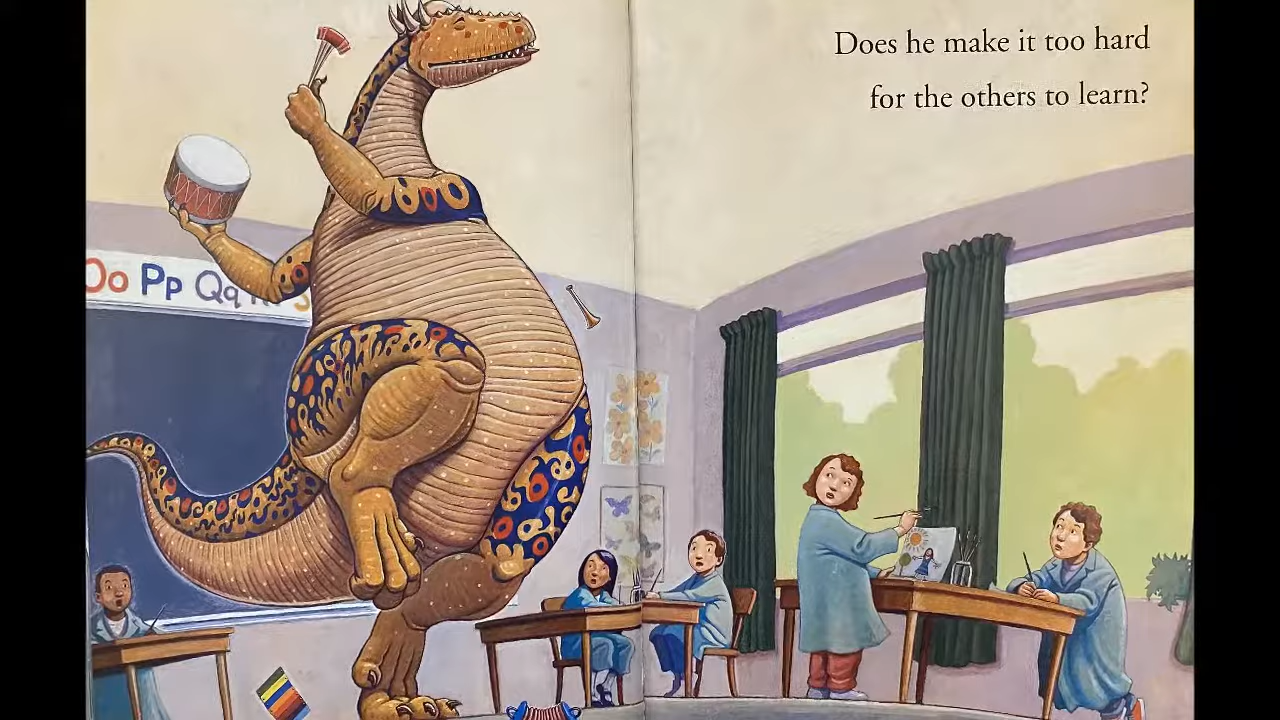 Does he make it too hard
for the others to learn?
Oo Pp Qq